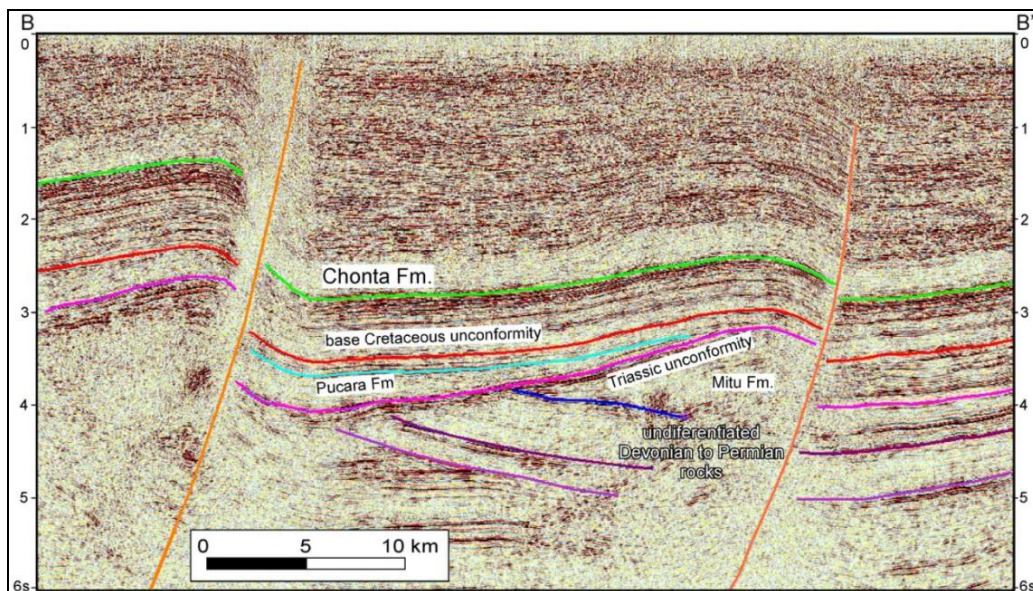 B B'
0 0
1 1
2 2
Chonta Fm.
3 3
base Cretaceous unconformity
Triassic unconformity
Pucara Fm
Mitu Fm.
4 4
undiferentiated
Devonian to Permian
rocks
5 5
0 5 10 km
6s 6s